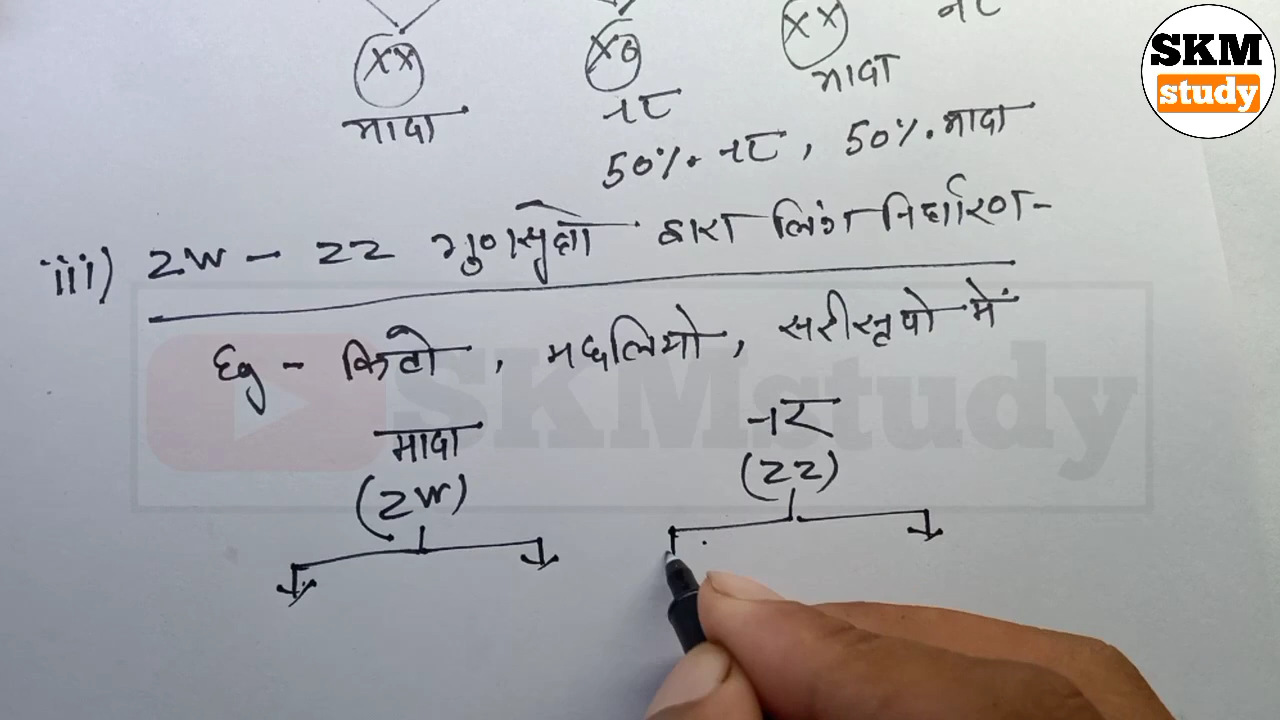 XX
मादा
XO
नर
XX
मादा
नर
50% नर, 50% मादा
SKM
study
iii) ZW - ZZ गुणसूत्रो द्वारा लिंग निर्धारण -
Eg - किटो, मछलियो, सरीसृपो में
SKMstudy
मादा
(ZW)
नर
(ZZ)